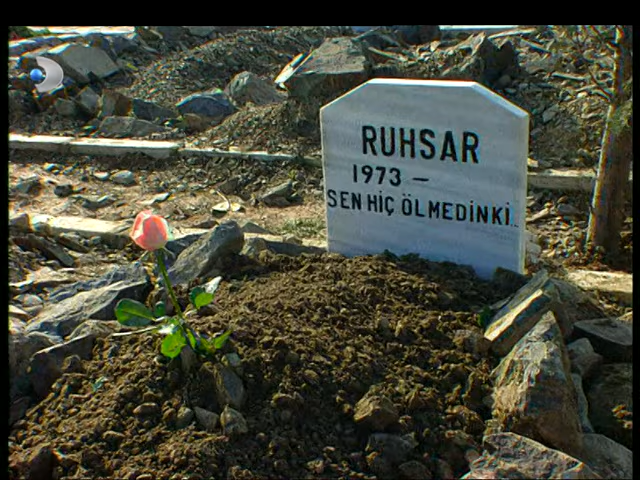 RUHSAR
1973 –
SEN HİÇ ÖLMEDİNKİ..